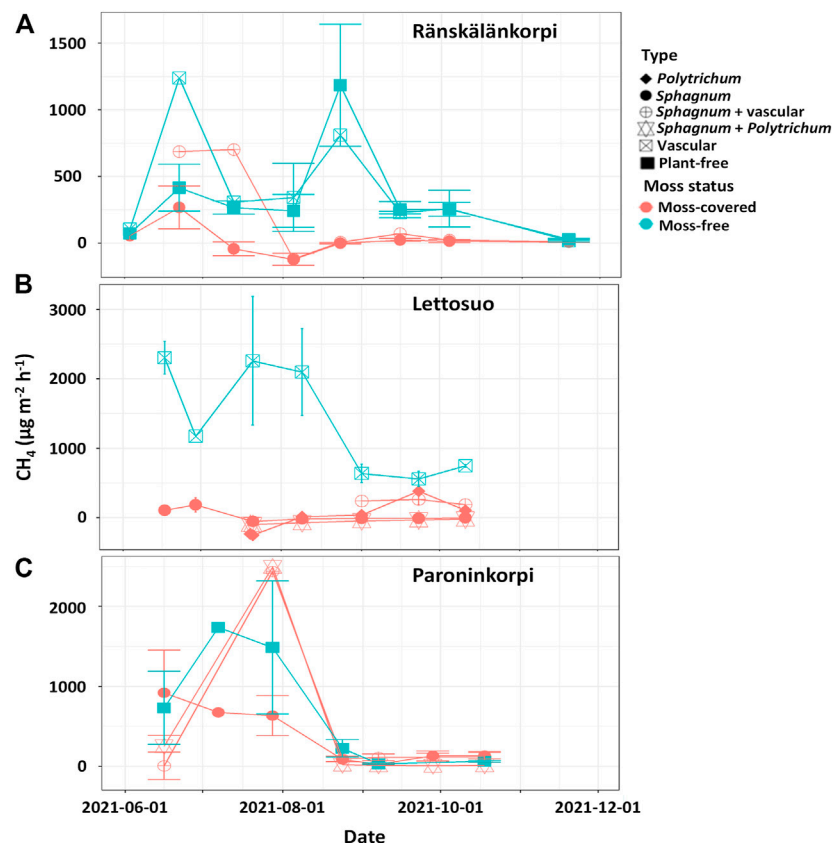 A
Ränskälänkorpi
1500
1000
500
0
Type
Polytrichum
Sphagnum
Sphagnum + vascular
Sphagnum + Polytrichum
Vascular
Plant-free
Moss status
Moss-covered
Moss-free
B
Lettosuo
3000
2000
1000
0
CH₄ (µg m⁻² h⁻¹)
C
Paroninkorpi
2000
1000
0
2021-06-01
2021-08-01
2021-10-01
2021-12-01
Date